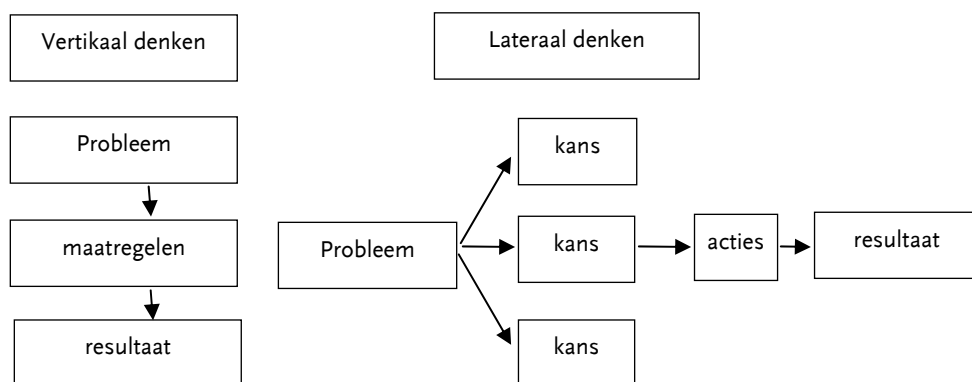 Vertikaal denken
Lateraal denken
Probleem
maatregelen
resultaat
Probleem
kans
kans
kans
acties
resultaat